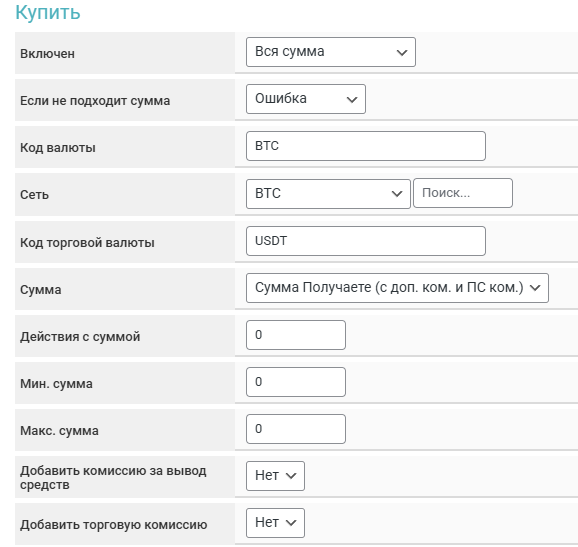 Купить
Включен
Вся сумма
Если не подходит сумма
Ошибка
Код валюты
BTC
Сеть
BTC
Поиск...
Код торговой валюты
USDT
Сумма
Сумма Получаете (с доп. ком. и ПС ком.)
Действия с суммой
0
Мин. сумма
0
Макс. сумма
0
Добавить комиссию за вывод
средств
Нет
Добавить торговую комиссию
Нет